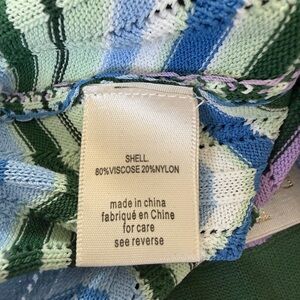 SHELL
80%VISCOSE 20%NYLON
made in china
fabriqué en Chine
for care
see reverse